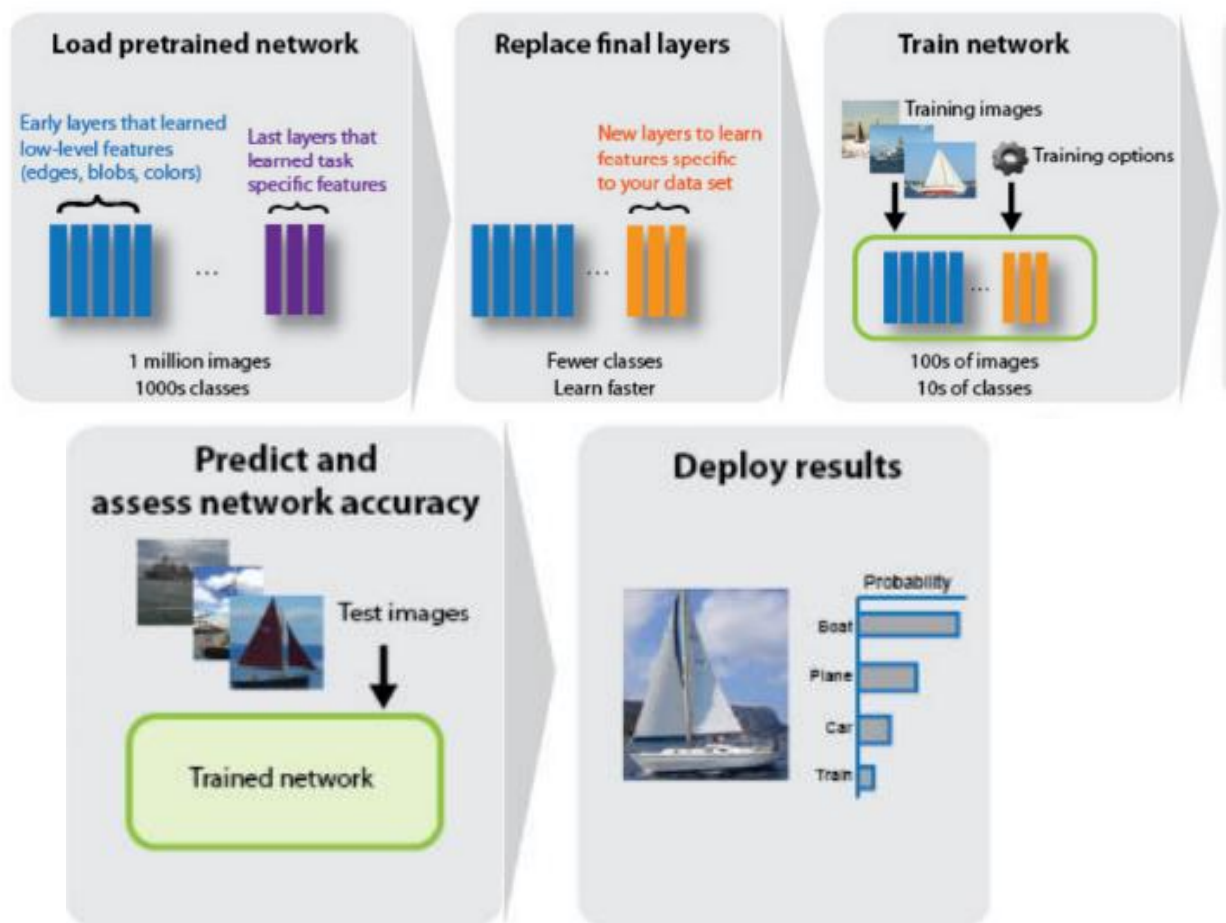 Load pretrained network
Early layers that learned
low-level features
(edges, blobs, colors)
Last layers that
learned task
specific features
...
1 million images
1000s classes
Replace final layers
New layers to learn
features specific
to your data set
...
Fewer classes
Learn faster
Train network
Training images
Training options
...
100s of images
10s of classes
Predict and
assess network accuracy
Test images
Trained network
Deploy results
Probability
Boat
Plane
Car
Train